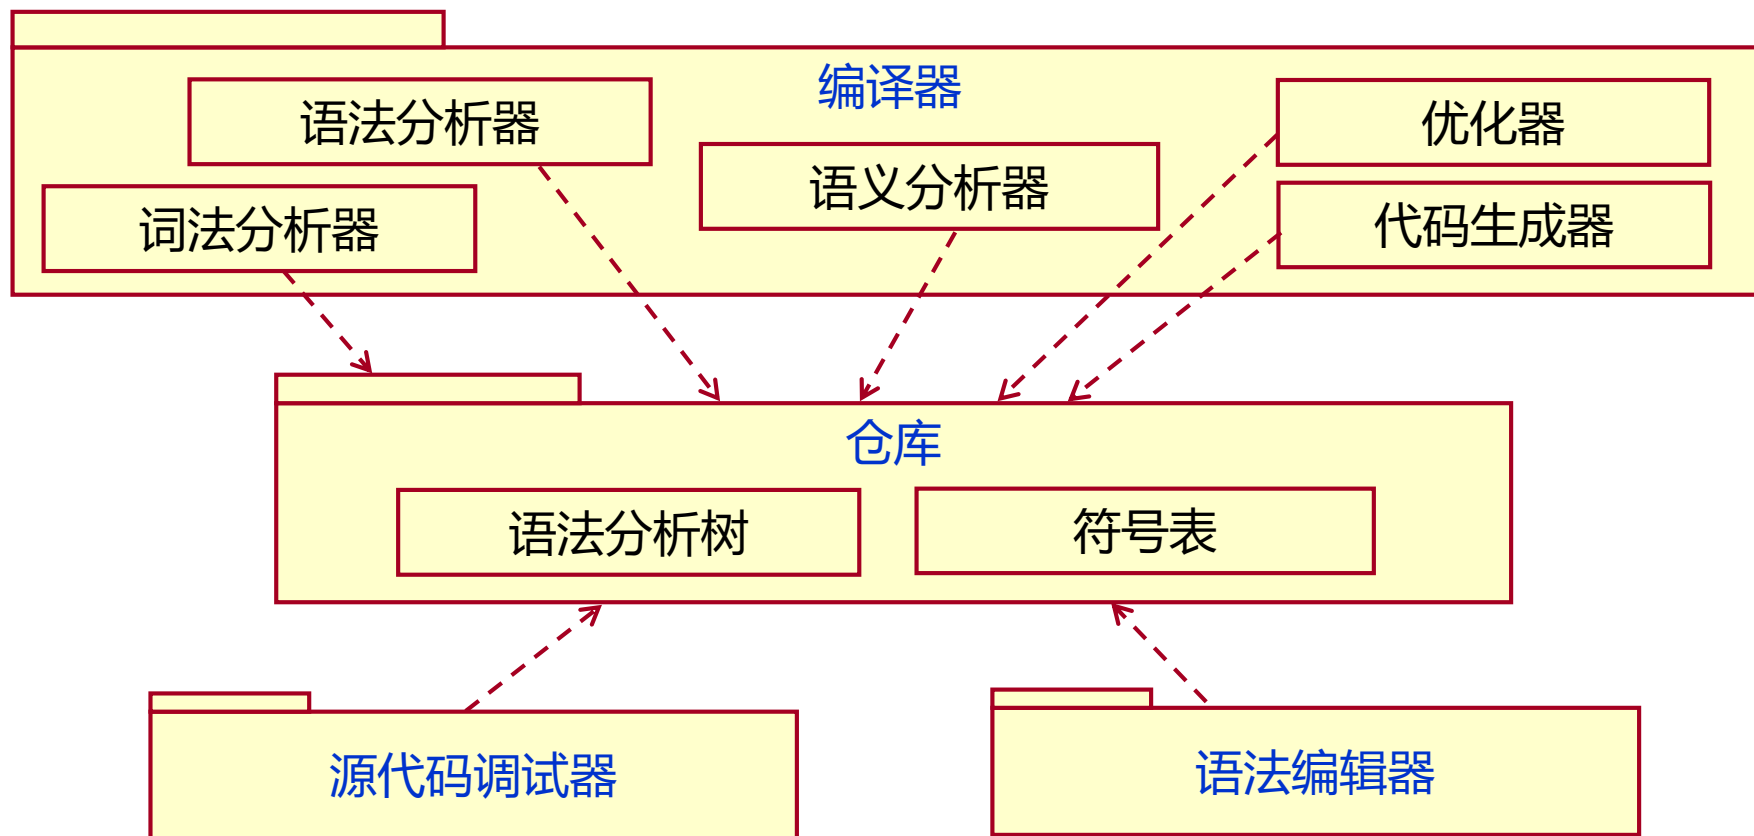 编译器
语法分析器
优化器
语义分析器
词法分析器
代码生成器
仓库
语法分析树
符号表
源代码调试器
语法编辑器